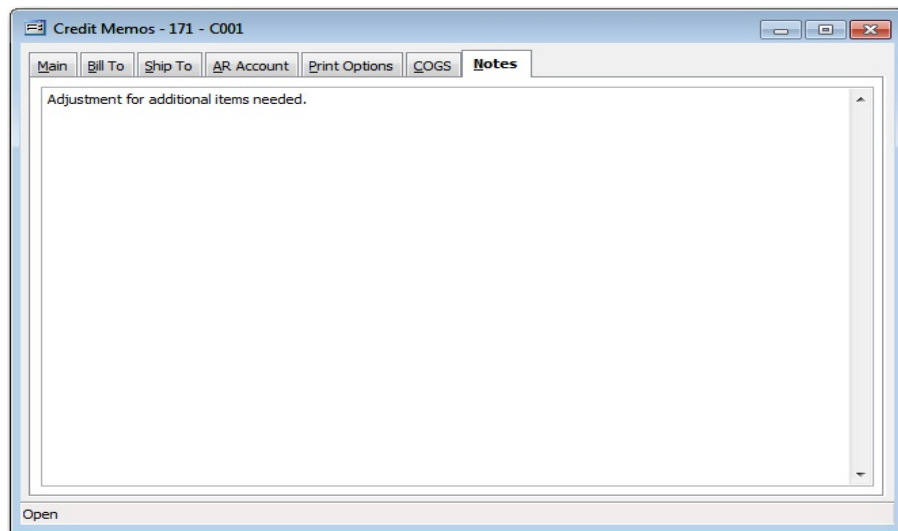 Credit Memos - 171 - C001
Main Bill To Ship To AR Account Print Options COGS Notes
Adjustment for additional items needed.
Open